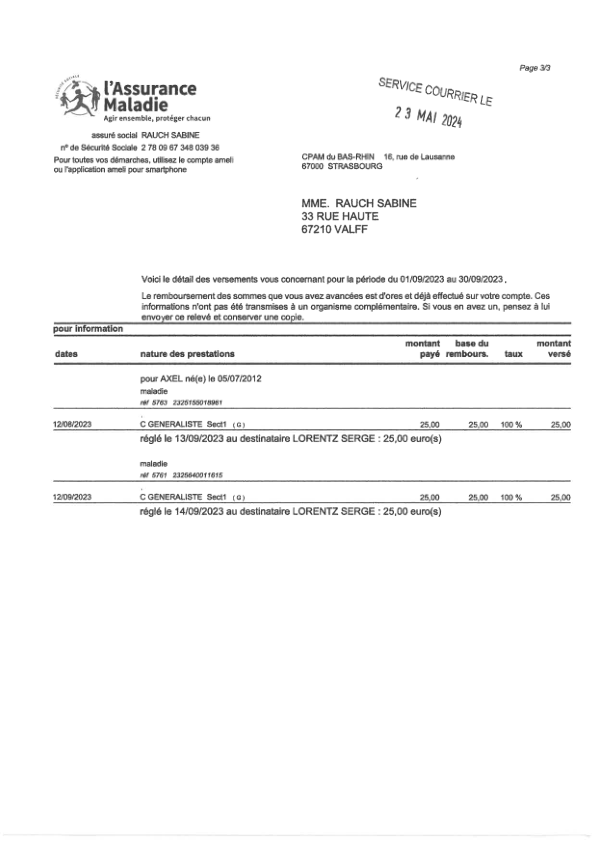 Page 3/3
SÉCURITÉ SOCIALE
l'Assurance
Maladie
Agir ensemble, protéger chacun
SERVICE COURRIER LE
23 MAI 2024
assuré social RAUCH SABINE
n° de Sécurité Sociale 2 78 09 67 348 039 36
Pour toutes vos démarches, utilisez le compte ameli
ou l'application ameli pour smartphone
CPAM du BAS-RHIN 16, rue de Lausanne
67000 STRASBOURG
MME. RAUCH SABINE
33 RUE HAUTE
67210 VALFF
Voici le détail des versements vous concernant pour la période du 01/09/2023 au 30/09/2023.
Le remboursement des sommes que vous avez avancées est d'ores et déjà effectué sur votre compte. Ces
informations n'ont pas été transmises à un organisme complémentaire. Si vous en avez un, pensez à lui
envoyer ce relevé et conserver une copie.
pour information
dates nature des prestations montant payé base du rembours. taux montant versé
pour AXEL né(e) le 05/07/2012
maladie
réf 5763 2325155018961
12/08/2023 C GENERALISTE Sect1 (G) 25,00 25,00 100 % 25,00
réglé le 13/09/2023 au destinataire LORENTZ SERGE : 25,00 euro(s)
maladie
réf 5761 2325640011615
12/09/2023 C GENERALISTE Sect1 (G) 25,00 25,00 100 % 25,00
réglé le 14/09/2023 au destinataire LORENTZ SERGE : 25,00 euro(s)